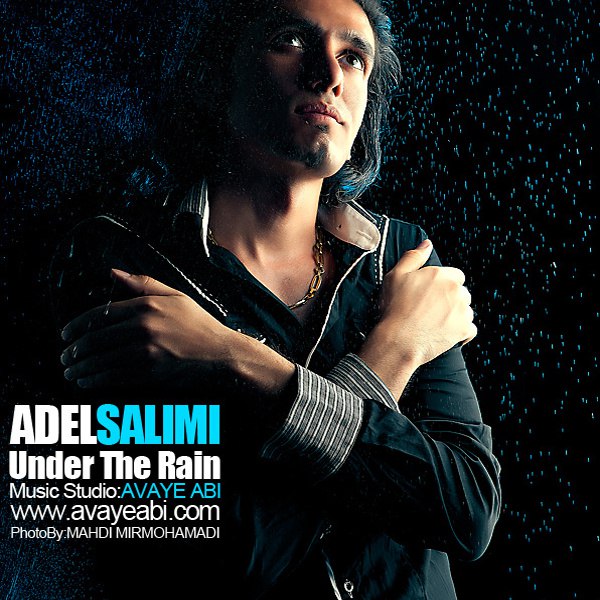 ADELSALIMI
Under The Rain
Music Studio:AVAYE ABI
www.avayeabi.com
PhotoBy:MAHDI MIRMOHAMADI